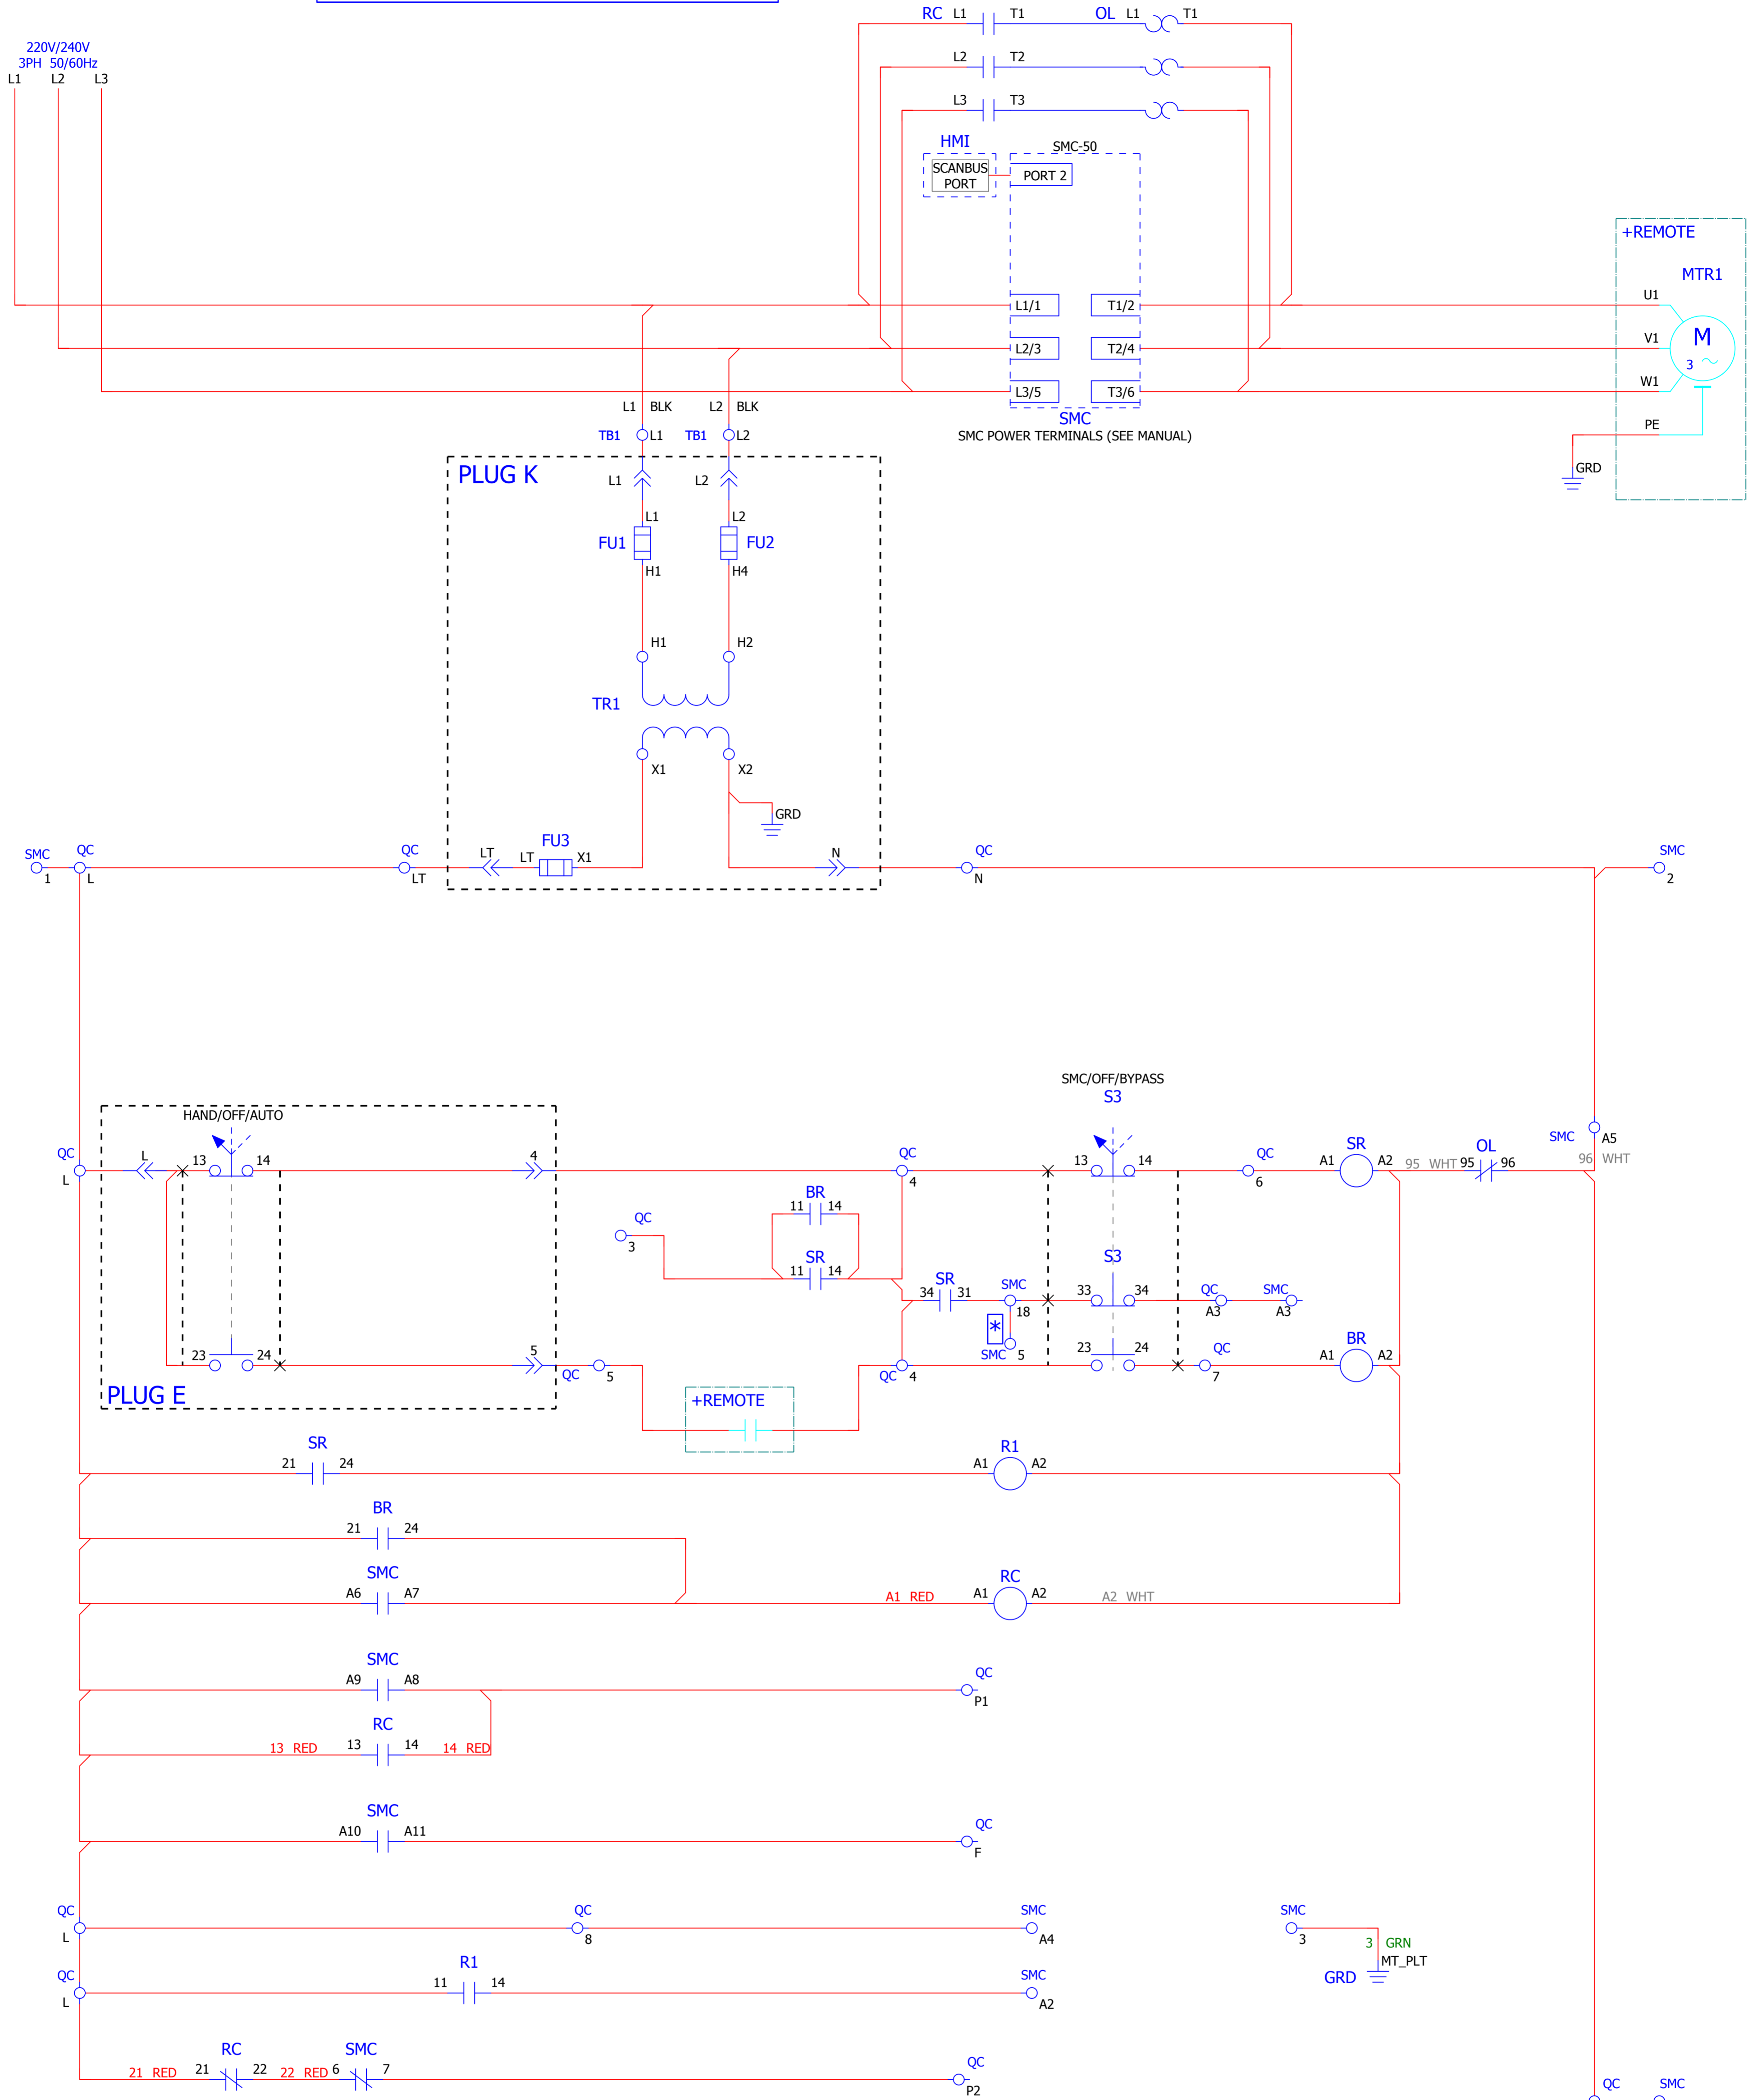 RC L1 T1 OL L1 T1
220V/240V
3PH 50/60Hz
L1 L2 L3
L2 T2
L3 T3
HMI
SMC-50
SCANBUS
PORT
PORT 2
+REMOTE
MTR1
L1/1 T1/2 U1
L2/3 T2/4 V1
M
3
L3/5 T3/6 W1
L1 BLK L2 BLK
SMC
SMC POWER TERMINALS (SEE MANUAL)
PE
GRD
TB1 L1 TB1 L2
PLUG K
L1 L2
L1 L2
FU1 FU2
H1 H4
H1 H2
TR1
X1 X2
GRD
SMC QC QC FU3 QC SMC
LT LT X1 N
1 L LT N 2
SMC/OFF/BYPASS
S3
HAND/OFF/AUTO
SMC A5
QC L 13 14 4 QC 13 14 QC SR OL
L 4 6 A1 A2 95 WHT 95 96 96 WHT
BR
11 14
QC
3
SR S3
11 14
SR SMC
34 31 33 34 QC SMC
18 A3 A3
*
SMC 5
23 24 5 23 24 QC BR
QC 5 QC 4 7 A1 A2
PLUG E
+REMOTE
SR R1
21 24 A1 A2
BR
21 24
SMC RC
A6 A7 A1 RED A1 A2 A2 WHT
SMC QC
A9 A8 P1
RC
13 RED 13 14 14 RED
SMC QC
A10 A11 F
QC QC SMC SMC
L 8 A4 3
3 GRN
MT_PLT
GRD
QC R1 SMC
L 11 14 A2
RC SMC QC
21 RED 21 22 22 RED 6 7 P2
QC SMC